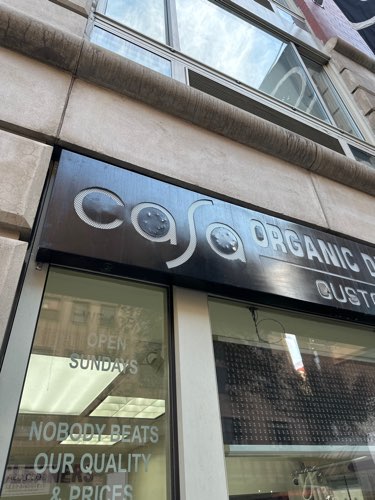 casa
ORGANIC D
CUSTO
OPEN
SUNDAYS
NOBODY BEATS
OUR QUALITY
& PRICES